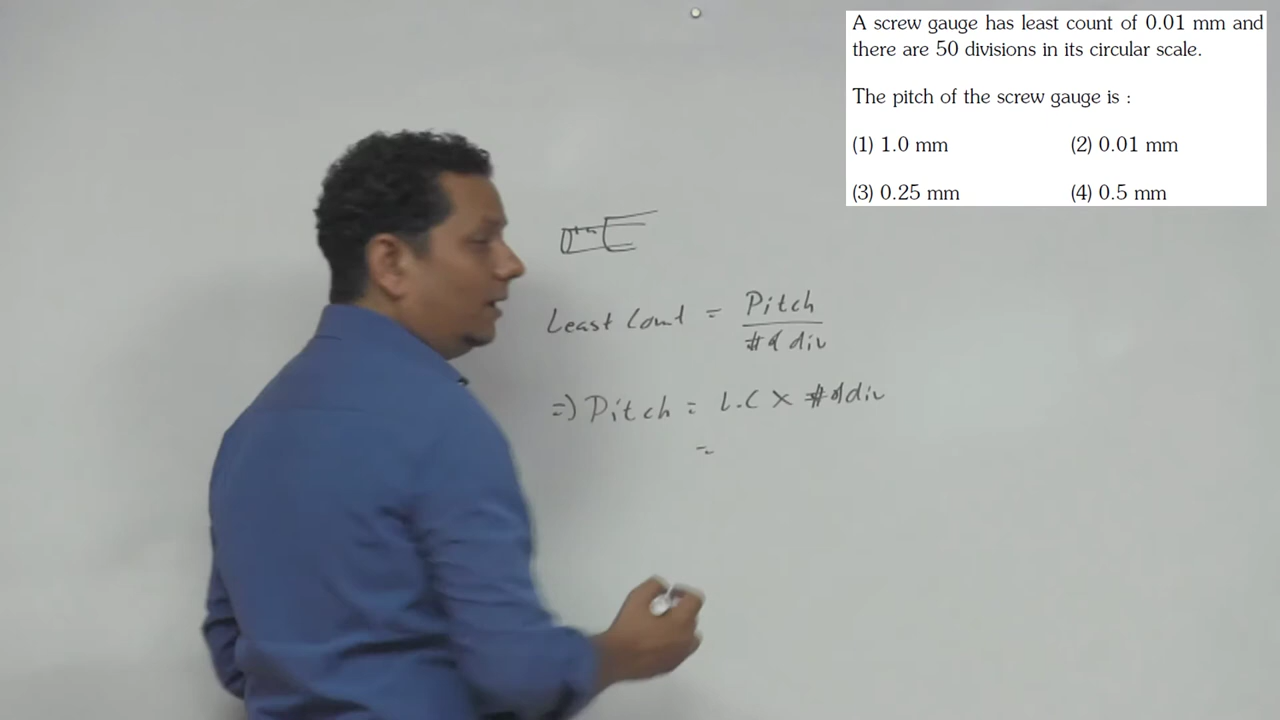 A screw gauge has least count of 0.01 mm and
there are 50 divisions in its circular scale.
The pitch of the screw gauge is :
(1) 1.0 mm (2) 0.01 mm
(3) 0.25 mm (4) 0.5 mm
Least Count = Pitch
# of div
=) Pitch = L.C X # of div
=